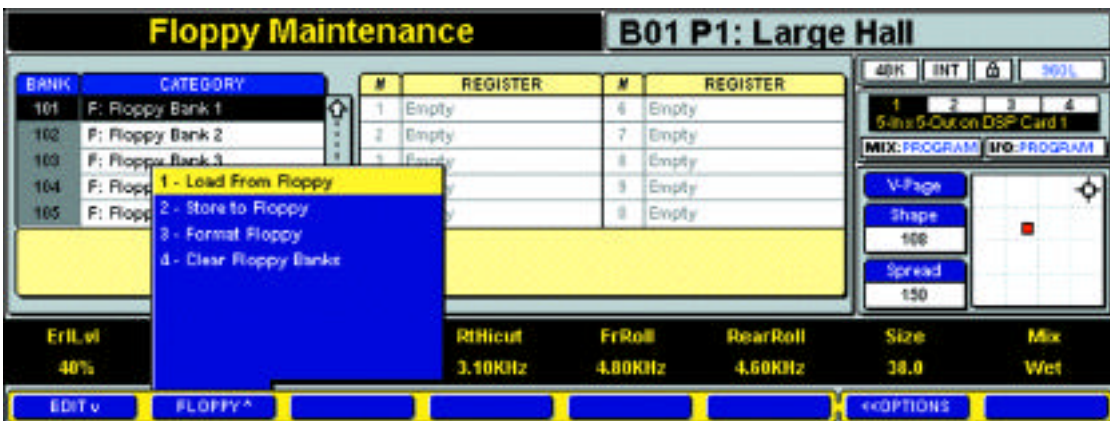 Floppy Maintenance
B01 P1: Large Hall
BANK CATEGORY
101 F: Floppy Bank 1
102 F: Floppy Bank 2
103 F: Floppy Bank 3
104 F: Flopp
105 F: Flopp
# REGISTER # REGISTER
1 Empty 6 Empty
2 Empty 7 Empty
3 Empty 8 Empty
9 Empty
Empty
48K INT 960L
1 2 3 4
5-In x 5-Out on DSP Card 1
MIX:PROGRAM I/O:PROGRAM
V-Page
Shape
108
Spread
150
1 - Load From Floppy
2 - Store to Floppy
3 - Format Floppy
4 - Clear Floppy Banks
ErlLvl RtHicut FrRoll RearRoll Size Mix
40% 3.10KHz 4.80KHz 4.60KHz 38.0 Wet
EDIT v FLOPPY ^ <<OPTIONS